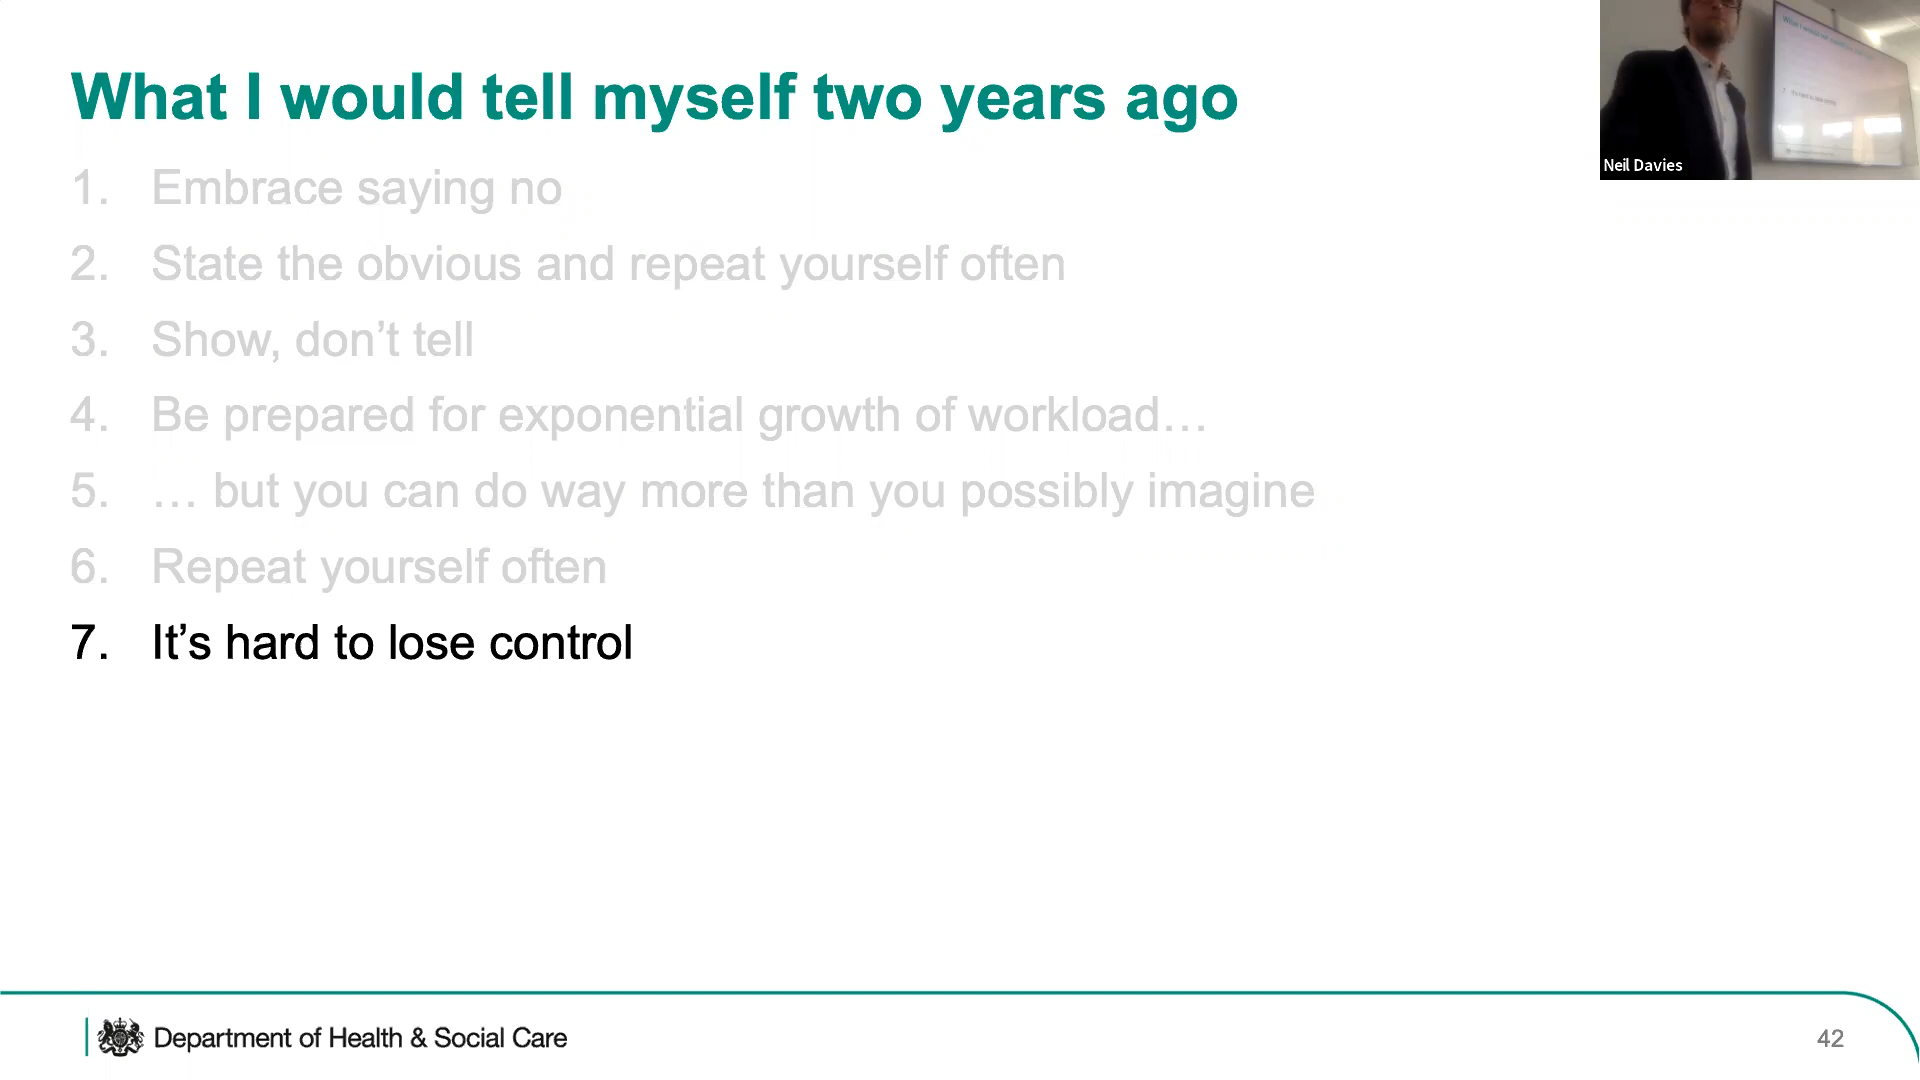 What I would tell myself two years ago
1. Embrace saying no
2. State the obvious and repeat yourself often
3. Show, don’t tell
4. Be prepared for exponential growth of workload…
5. … but you can do way more than you possibly imagine
6. Repeat yourself often
7. It’s hard to lose control
Neil Davies
Department of Health & Social Care
42